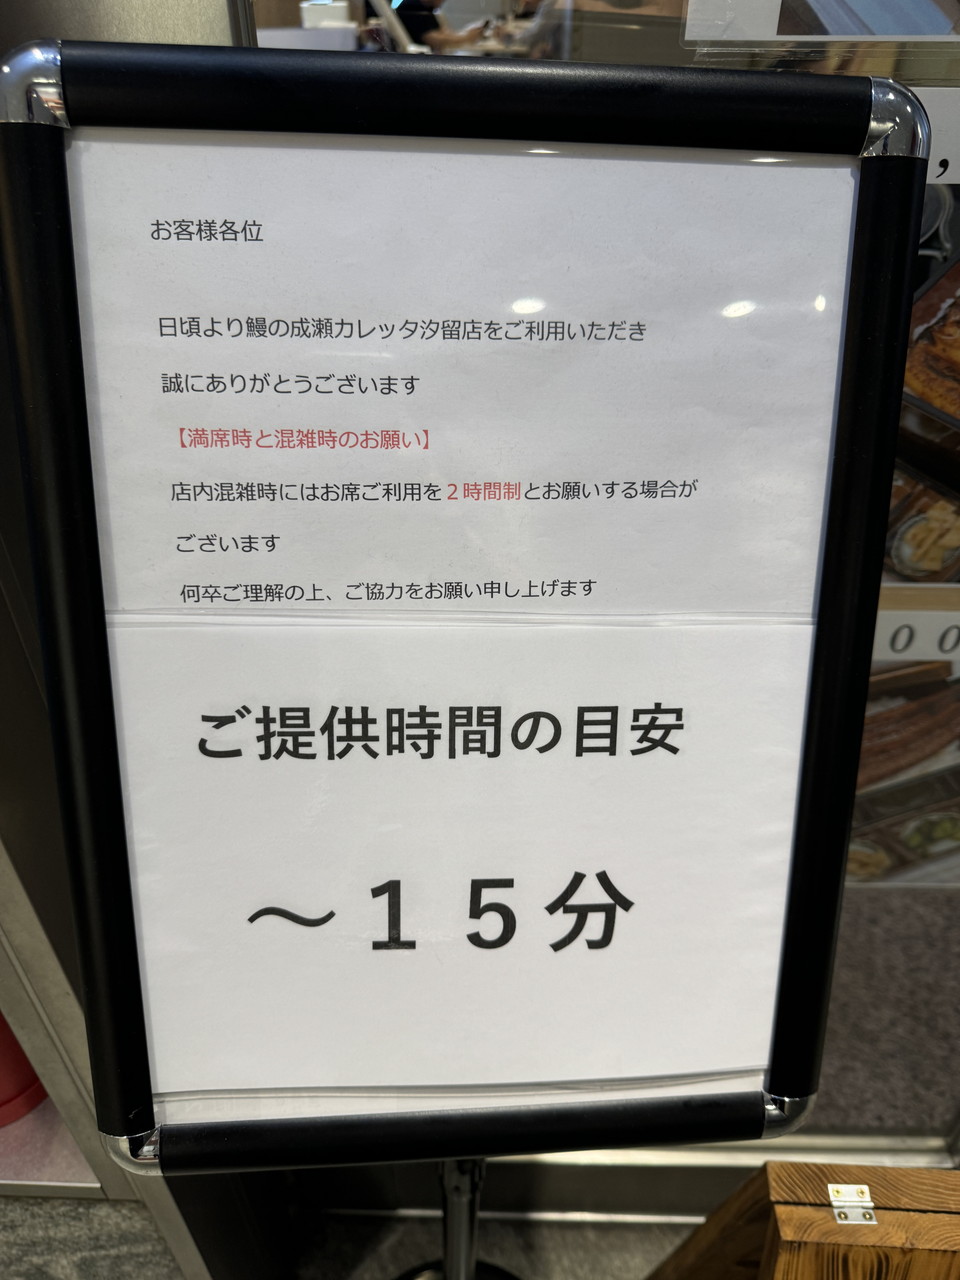 お客様各位
日頃より鰻の成瀬カレッタ汐留店をご利用いただき
誠にありがとうございます
【満席時と混雑時のお願い】
店内混雑時にはお席ご利用を２時間制とお願いする場合が
ございます
何卒ご理解の上、ご協力をお願い申し上げます
ご提供時間の目安
～１５分
,
００